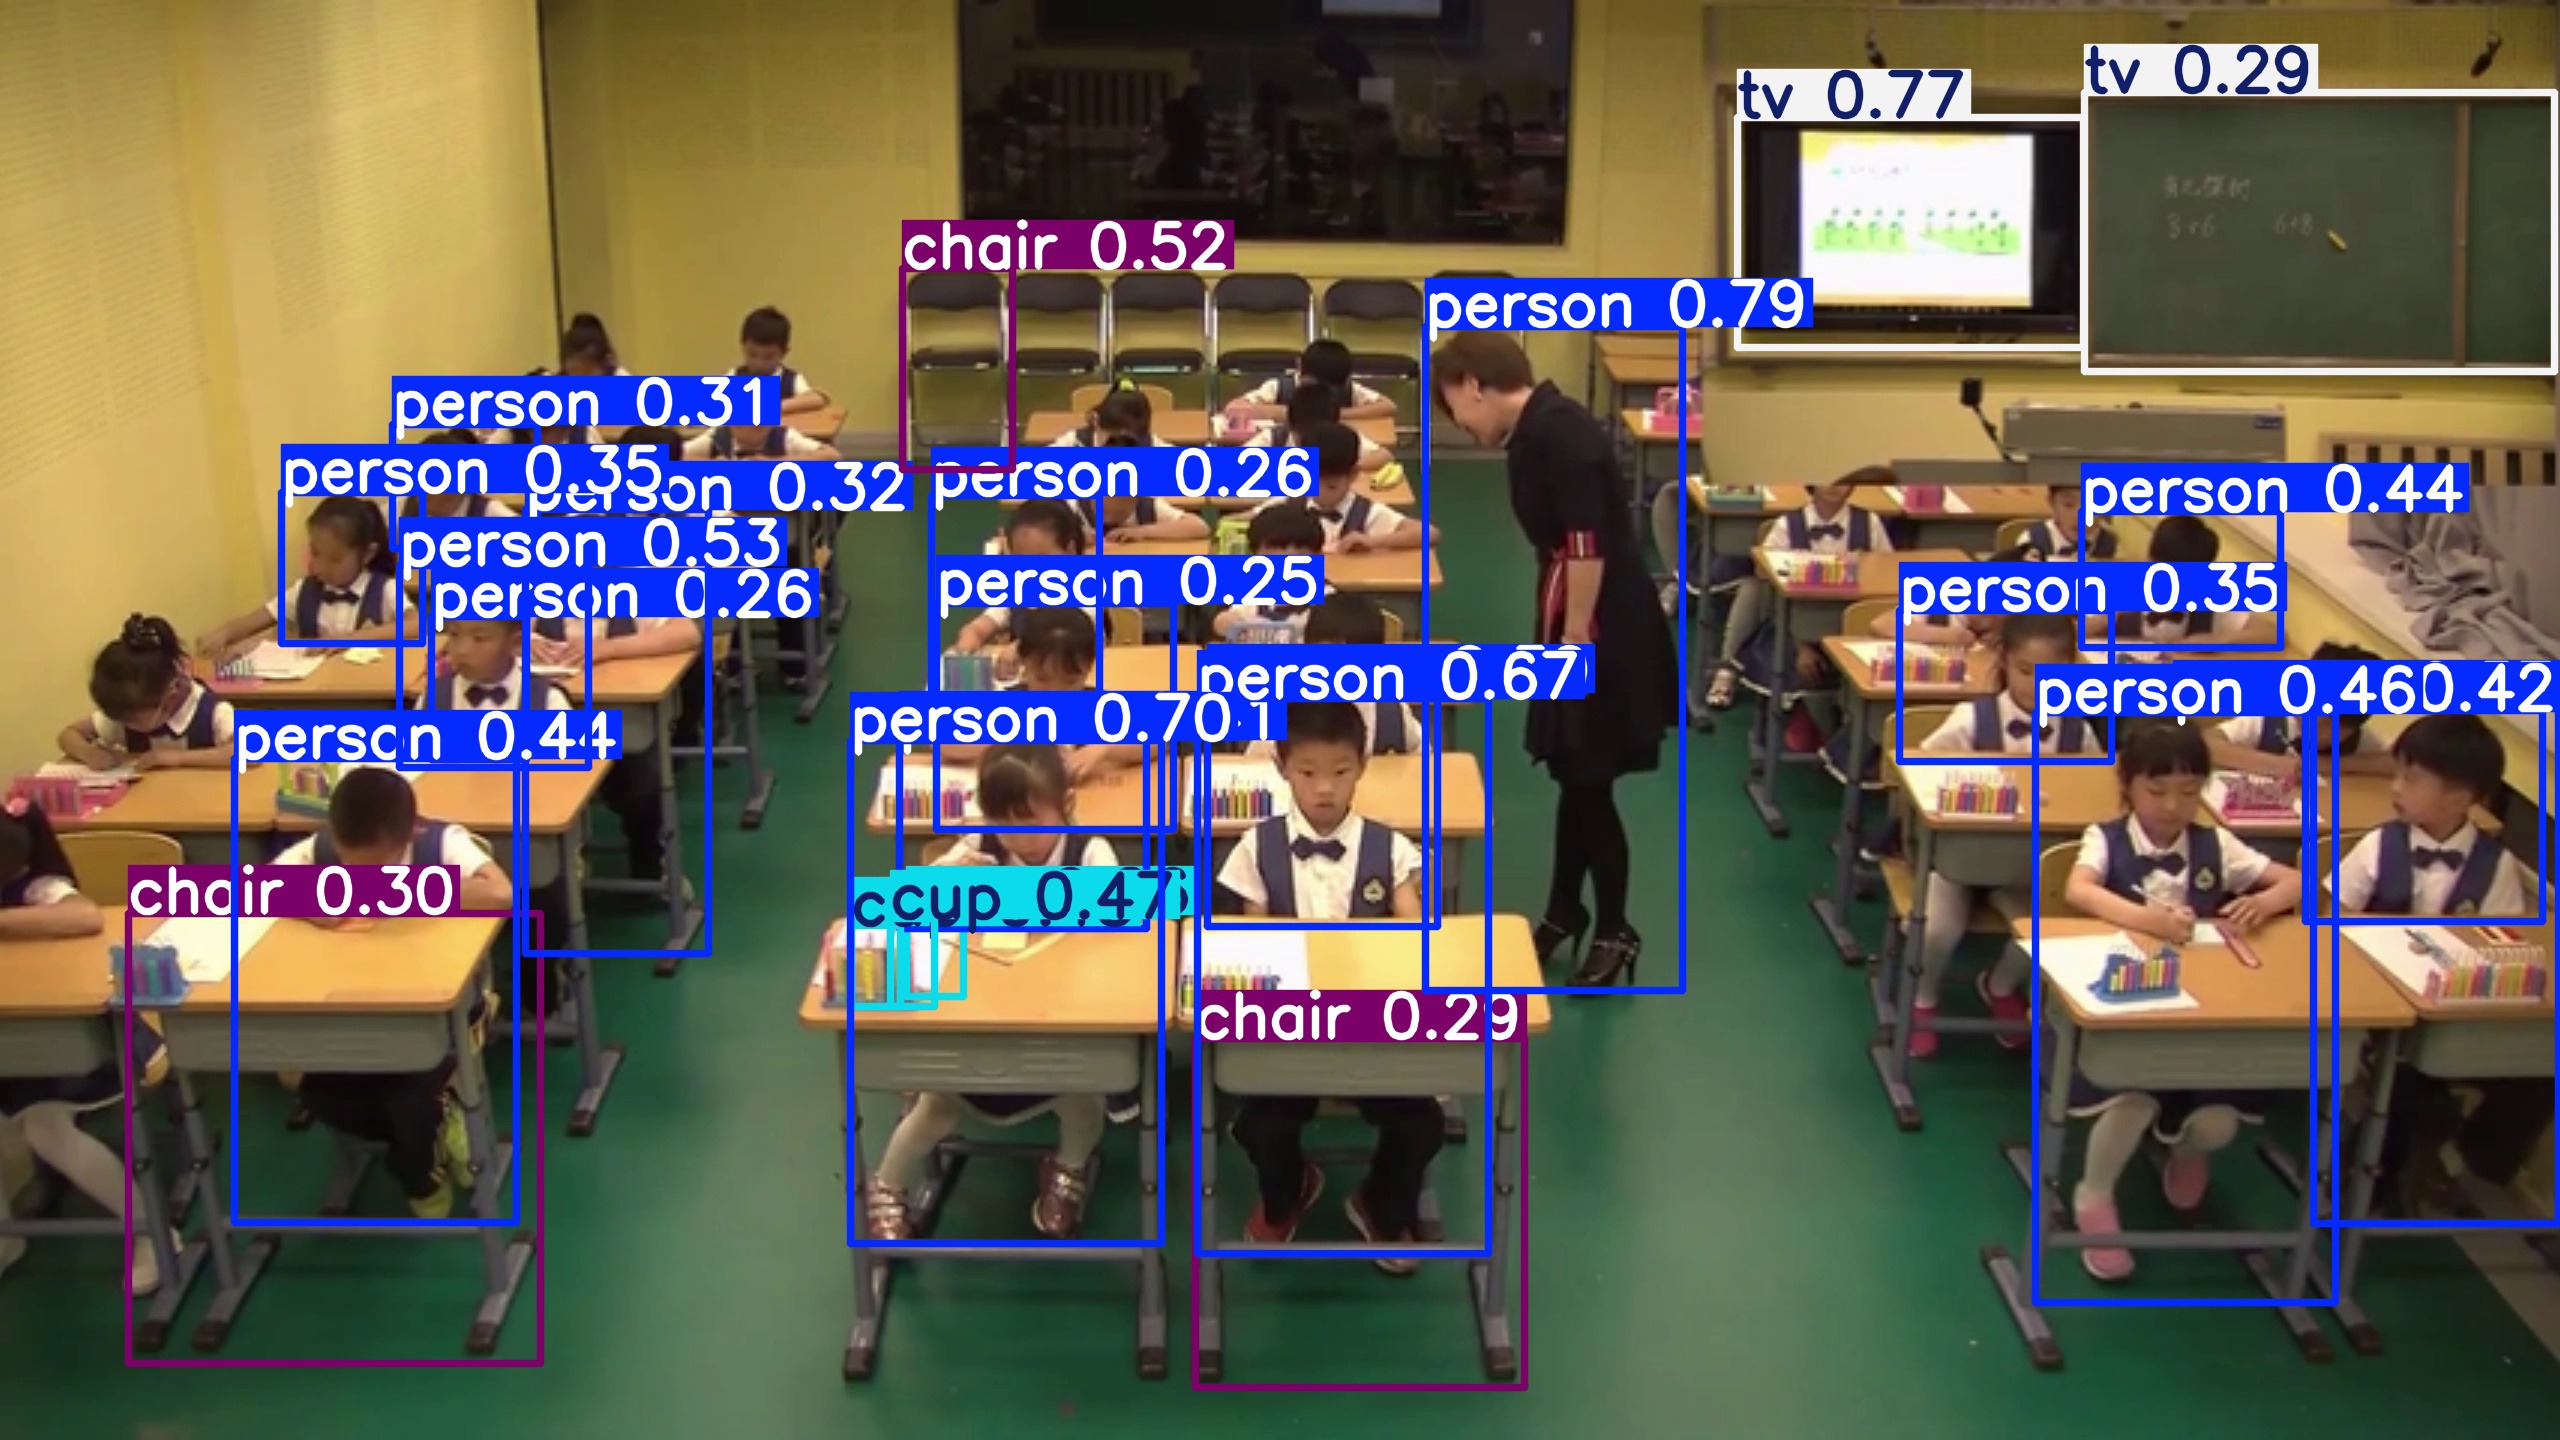 tv 0.77
tv 0.29
chair 0.52
person 0.79
person 0.31
person 0.35
person 0.32
person 0.26
person 0.44
person 0.53
person 0.25
person 0.35
person 0.26
person 0.67
person 0.46
0.42
person 0.70
person 0.44
chair 0.30
cup 0.47
chair 0.29
3+6
6+8